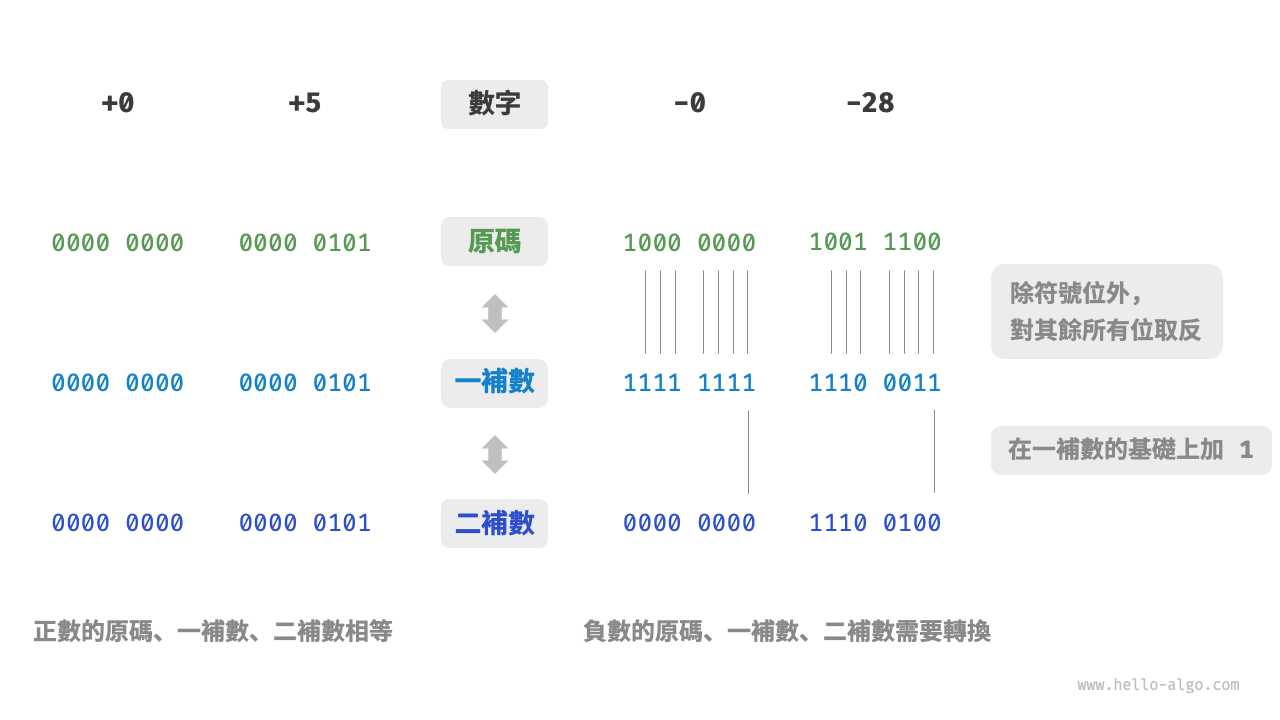 +0 +5 數字 -0 -28
0000 0000 0000 0101 原碼 1000 0000 1001 1100
除符號位外，
對其餘所有位取反
0000 0000 0000 0101 一補數 1111 1111 1110 0011
在一補數的基礎上加 1
0000 0000 0000 0101 二補數 0000 0000 1110 0100
正數的原碼、一補數、二補數相等 負數的原碼、一補數、二補數需要轉換
www.hello-algo.com